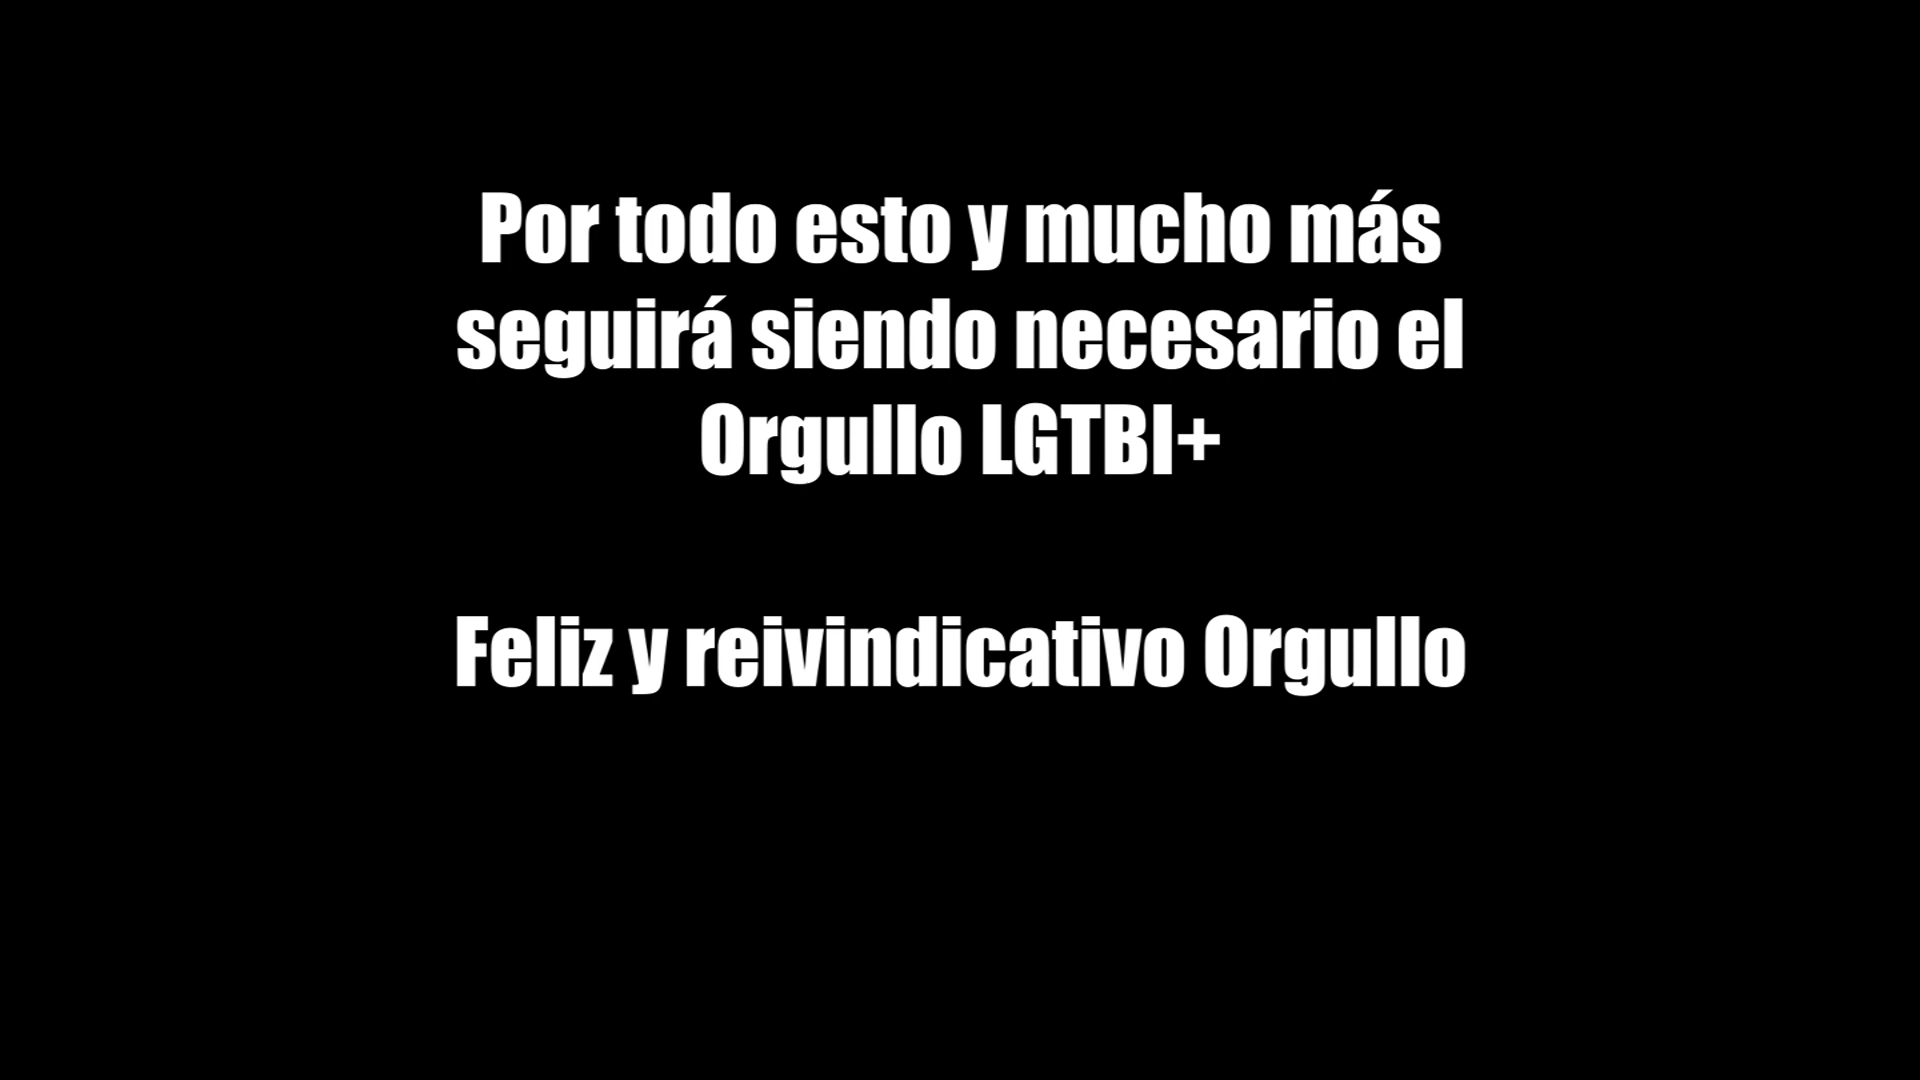 Por todo esto y mucho más
seguirá siendo necesario el
Orgullo LGTBI+
Feliz y reivindicativo Orgullo